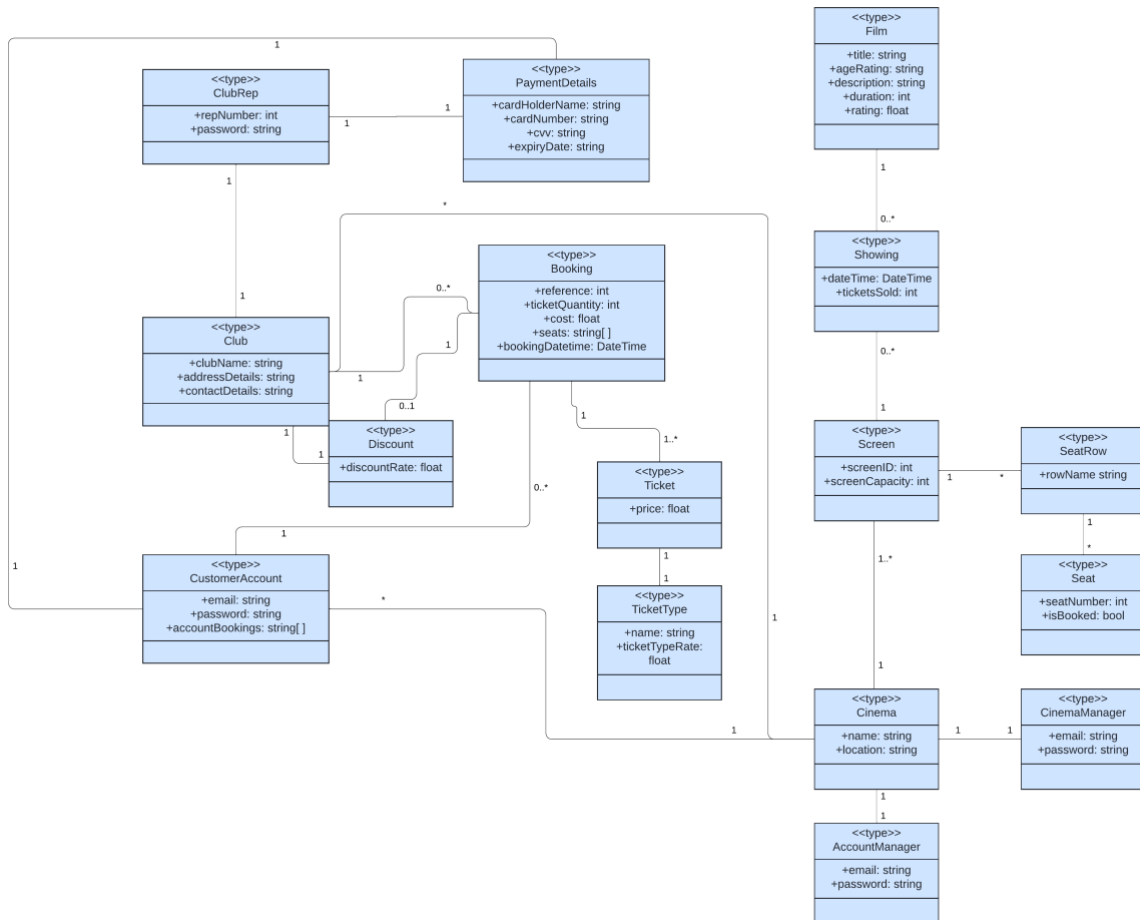 <<type>>
Film
+title: string
+ageRating: string
+description: string
+duration: int
+rating: float
1
<<type>>
ClubRep
+repNumber: int
+password: string
1
1
<<type>>
PaymentDetails
+cardHolderName: string
+cardNumber: string
+cvv: string
+expiryDate: string
1
1
0..*
1
*
<<type>>
Showing
+dateTime: DateTime
+ticketsSold: int
<<type>>
Booking
+reference: int
+ticketQuantity: int
+cost: float
+seats: string[ ]
+bookingDatetime: DateTime
0..*
1
1
<<type>>
Club
+clubName: string
+addressDetails: string
+contactDetails: string
1
0..1
1
1
0..*
1
<<type>>
Discount
+discountRate: float
1
1..*
<<type>>
Screen
+screenID: int
+screenCapacity: int
1
*
<<type>>
SeatRow
+rowName string
<<type>>
Ticket
+price: float
0..*
1
1
1
*
<<type>>
Seat
+seatNumber: int
+isBooked: bool
1
<<type>>
CustomerAccount
+email: string
+password: string
+accountBookings: string[ ]
*
1
1
<<type>>
TicketType
+name: string
+ticketTypeRate:
float
1..*
1
1
1
<<type>>
Cinema
+name: string
+location: string
1
1
<<type>>
CinemaManager
+email: string
+password: string
1
1
<<type>>
AccountManager
+email: string
+password: string